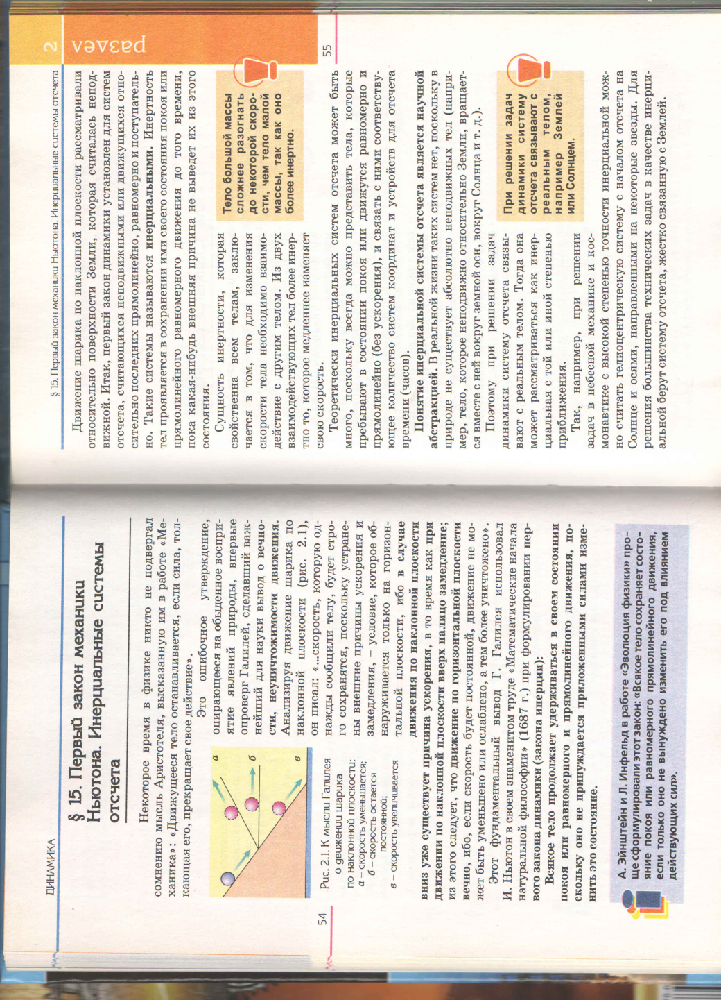 ДИНАМИКА
§ 15. Первый закон механики
Ньютона. Инерциальные системы
отсчета
Некоторое время в физике никто не подвергал
сомнению мысль Аристотеля, высказанную им в работе «Ме-
ханика»: «Движущееся тело останавливается, если сила, тол-
кающая его, прекращает свое действие».
Это ошибочное утверждение,
опирающееся на обыденное воспри-
ятие явлений природы, впервые
опроверг Галилей, сделавший важ-
нейший для науки вывод о вечно-
сти, неуничтожимости движения.
Анализируя движение шарика по
наклонной плоскости (рис. 2.1),
он писал: «...скорость, которую од-
нажды сообщили телу, будет стро-
го сохранятся, поскольку устране-
ны внешние причины ускорения и
замедления, – условие, которое об-
наруживается только на горизон-
тальной плоскости, ибо в случае
движения по наклонной плоскости
вниз уже существует причина ускорения, в то время как при
движении по наклонной плоскости вверх налицо замедление;
из этого следует, что движение по горизонтальной плоскости
вечно, ибо, если скорость будет постоянной, движение не мо-
жет быть уменьшено или ослаблено, а тем более уничтожено».
а
б
в
Рис. 2.1. К мысли Галилея
о движении шарика
по наклонной плоскости:
а – скорость уменьшается;
б – скорость остается
постоянной;
в – скорость увеличивается
Этот фундаментальный вывод Г. Галилея использовал
И. Ньютон в своем знаменитом труде «Математические начала
натуральной философии» (1687 г.) при формулировании пер-
вого закона динамики (закона инерции):
Всякое тело продолжает удерживаться в своем состоянии
покоя или равномерного и прямолинейного движения, по-
скольку оно не принуждается приложенными силами изме-
нить это состояние.
А. Эйнштейн и Л. Инфельд в работе «Эволюция физики» про-
ще сформулировали этот закон: «Всякое тело сохраняет состо-
яние покоя или равномерного прямолинейного движения,
если только оно не вынуждено изменить его под влиянием
действующих сил».
54
§ 15. Первый закон механики Ньютона. Инерциальные системы отсчета
2
раздел
Движение шарика по наклонной плоскости рассматривали
относительно поверхности Земли, которая считалась непод-
вижной. Итак, первый закон динамики установлен для систем
отсчета, считающихся неподвижными или движущихся отно-
сительно последних прямолинейно, равномерно и поступатель-
но. Такие системы называются инерциальными. Инертность
тел проявляется в сохранении ими своего состояния покоя или
прямолинейного равномерного движения до того времени,
пока какая-нибудь внешняя причина не выведет их из этого
состояния.
Сущность инертности, которая
свойственна всем телам, заклю-
чается в том, что для изменения
скорости тела необходимо взаимо-
действие с другим телом. Из двух
взаимодействующих тел более инер-
тно то, которое медленнее изменяет
свою скорость.
Тело большой массы
сложнее разогнать
до некоторой скоро-
сти, чем тело малой
массы, так как оно
более инертно.
Теоретически инерциальных систем отсчета может быть
много, поскольку всегда можно представить тела, которые
пребывают в состоянии покоя или движутся равномерно и
прямолинейно (без ускорения), и связать с ними соответству-
ющее количество систем координат и устройств для отсчета
времени (часов).
Понятие инерциальной системы отсчета является научной
абстракцией. В реальной жизни таких систем нет, поскольку в
природе не существует абсолютно неподвижных тел (напри-
мер, тело, которое неподвижно относительно Земли, вращает-
ся вместе с ней вокруг земной оси, вокруг Солнца и т. д.).
Поэтому при решении задач
динамики систему отсчета связы-
вают с реальным телом. Тогда она
может рассматриваться как инер-
циальная с той или иной степенью
приближения.
При решении задач
динамики систему
отсчета связывают с
реальным телом,
например Землей
или Солнцем.
Так, например, при решении
задач в небесной механике и кос-
монавтике с высокой степенью точности инерциальной мож-
но считать гелиоцентрическую систему с началом отсчета на
Солнце и осями, направленными на некоторые звезды. Для
решения большинства технических задач в качестве инерци-
альной берут систему отсчета, жестко связанную с Землей.
55